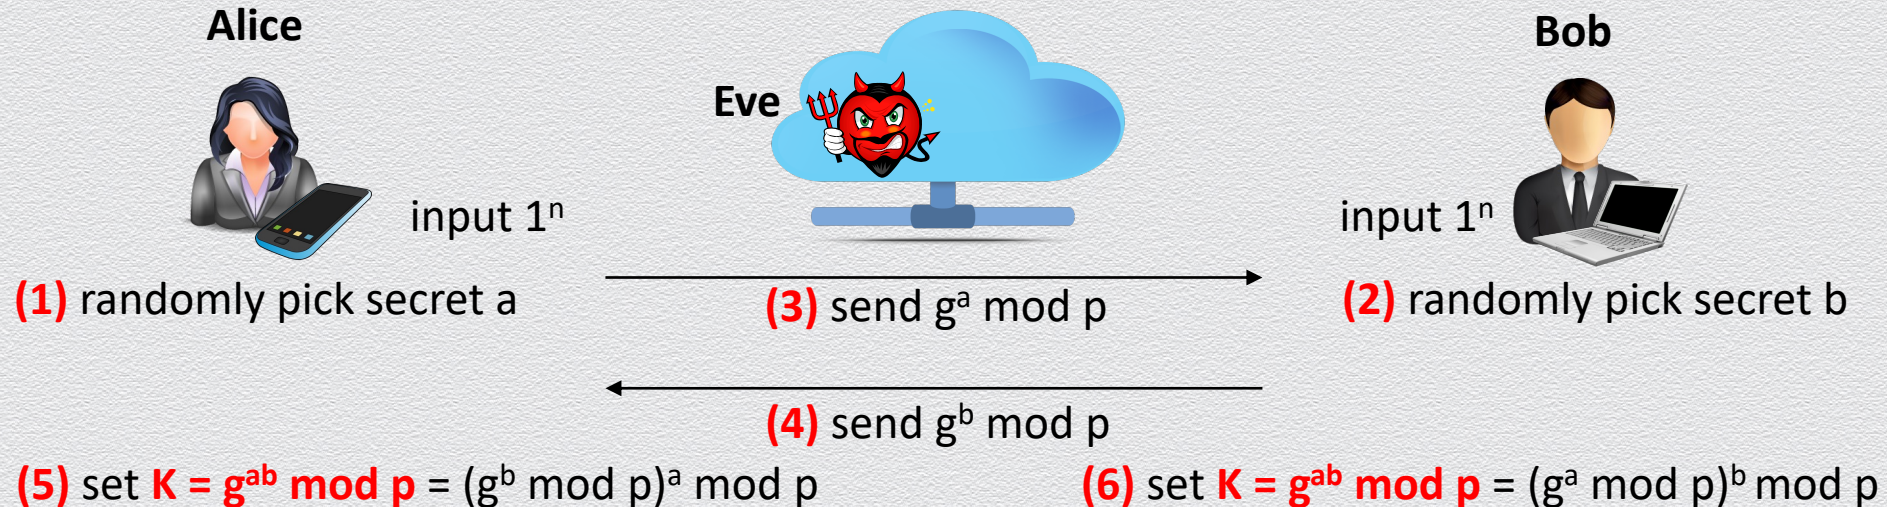 Alice
Bob
Eve
input 1ⁿ
input 1ⁿ
(1) randomly pick secret a
(3) send gᵃ mod p
(2) randomly pick secret b
(4) send gᵇ mod p
(5) set K = gᵃᵇ mod p = (gᵇ mod p)ᵃ mod p
(6) set K = gᵃᵇ mod p = (gᵃ mod p)ᵇ mod p